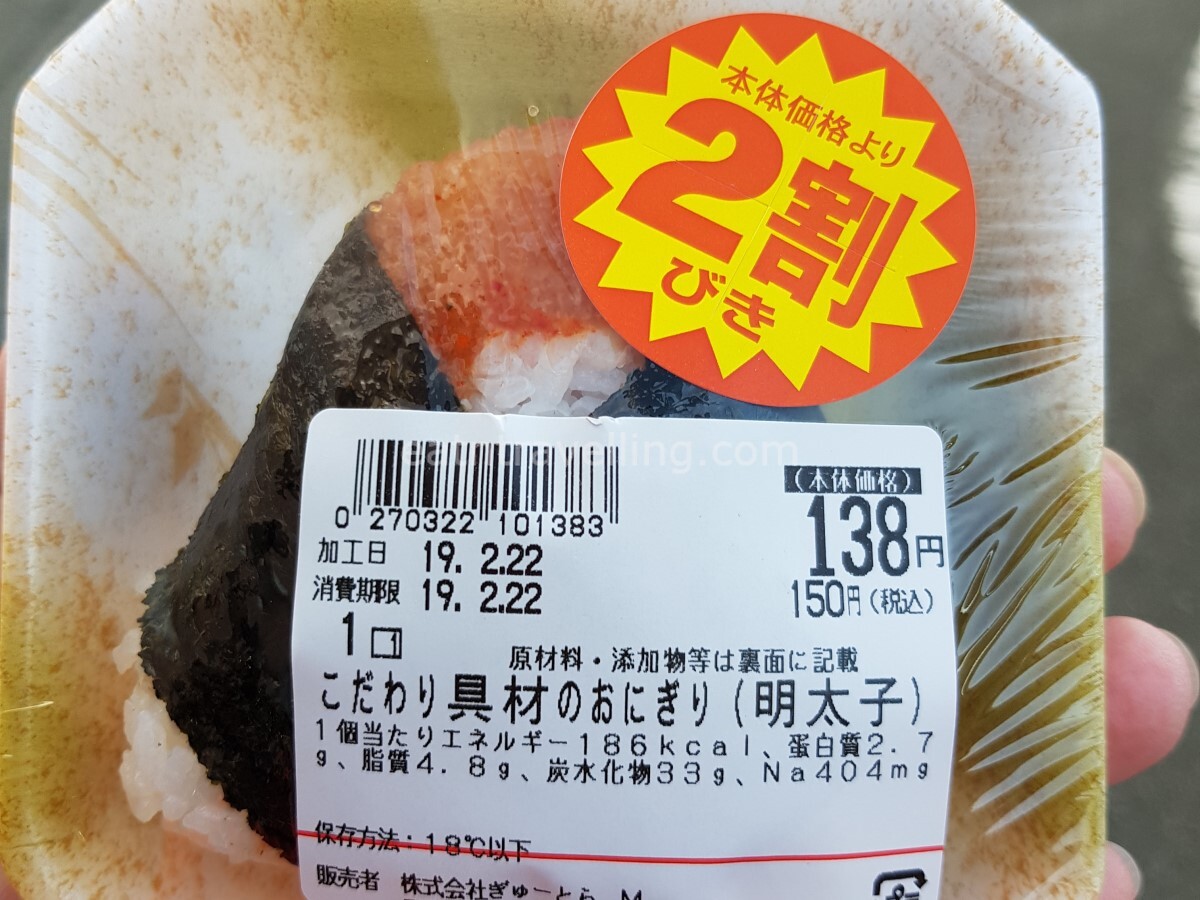 本体価格より
2割
びき
eattravelling.com
(本体価格)
138円
150円(税込)
0 270322 101383
加工日 19. 2.22
消費期限 19. 2.22
1コ
原材料・添加物等は裏面に記載
こだわり具材のおにぎり(明太子)
1個当たりエネルギー186kcal、蛋白質2.7
g、脂質4.8g、炭水化物33g、Na404mg
保存方法:18℃以下
販売者 株式会社ぎゅーとら